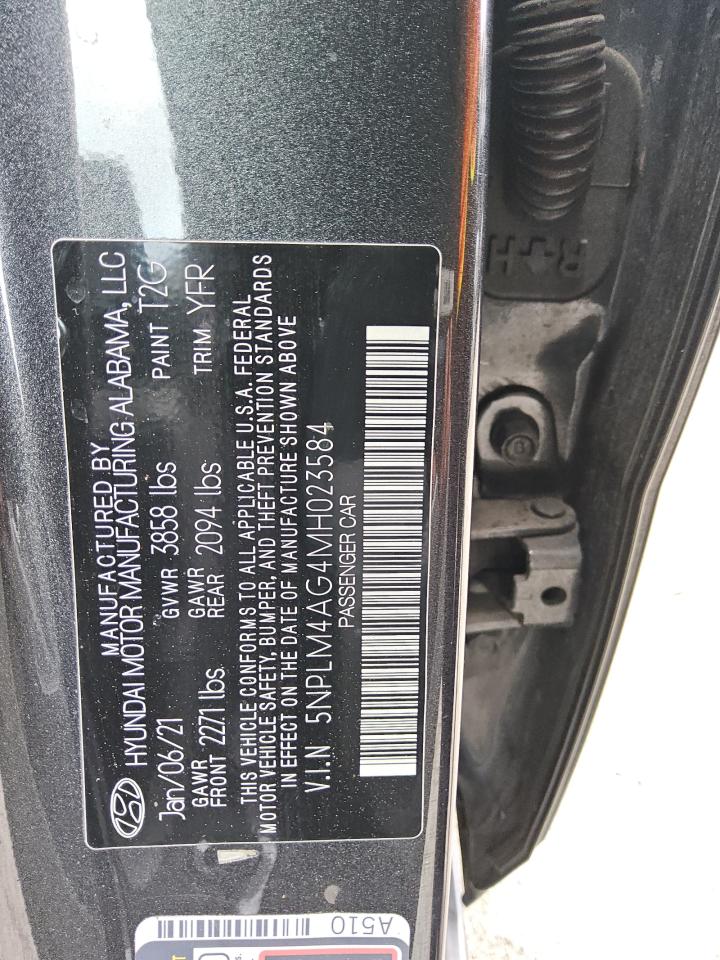 MANUFACTURED BY
HYUNDAI MOTOR MANUFACTURING ALABAMA, LLC
Jan/06/21 GVWR 3858 lbs PAINT T2G
GAWR FRONT 2271 lbs GAWR REAR 2094 lbs TRIM YFR
THIS VEHICLE CONFORMS TO ALL APPLICABLE U.S.A. FEDERAL
MOTOR VEHICLE SAFETY, BUMPER, AND THEFT PREVENTION STANDARDS
IN EFFECT ON THE DATE OF MANUFACTURE SHOWN ABOVE
V.I.N 5NPLM4AG4MH023584
PASSENGER CAR
A510
R-H